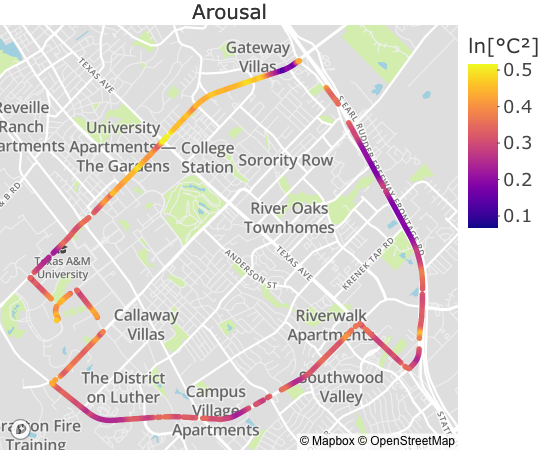 Arousal
ln[°C²]
0.5
0.4
0.3
0.2
0.1
Gateway
Villas
TEXAS AVE
Reveille
Ranch
artments
University
Apartments — College
The Gardens Station
Sorority Row
S EARL RUDDER FREEWAY FRONTAGE RD
River Oaks
Townhomes
Texas A&M
University
ANDERSON ST
TEXAS AVE
KRENEK TAP RD
Callaway
Villas
Riverwalk
Apartments
The District
on Luther
Campus
Village
Apartments
Southwood
Valley
Fire
Training
STATE
© Mapbox © OpenStreetMap